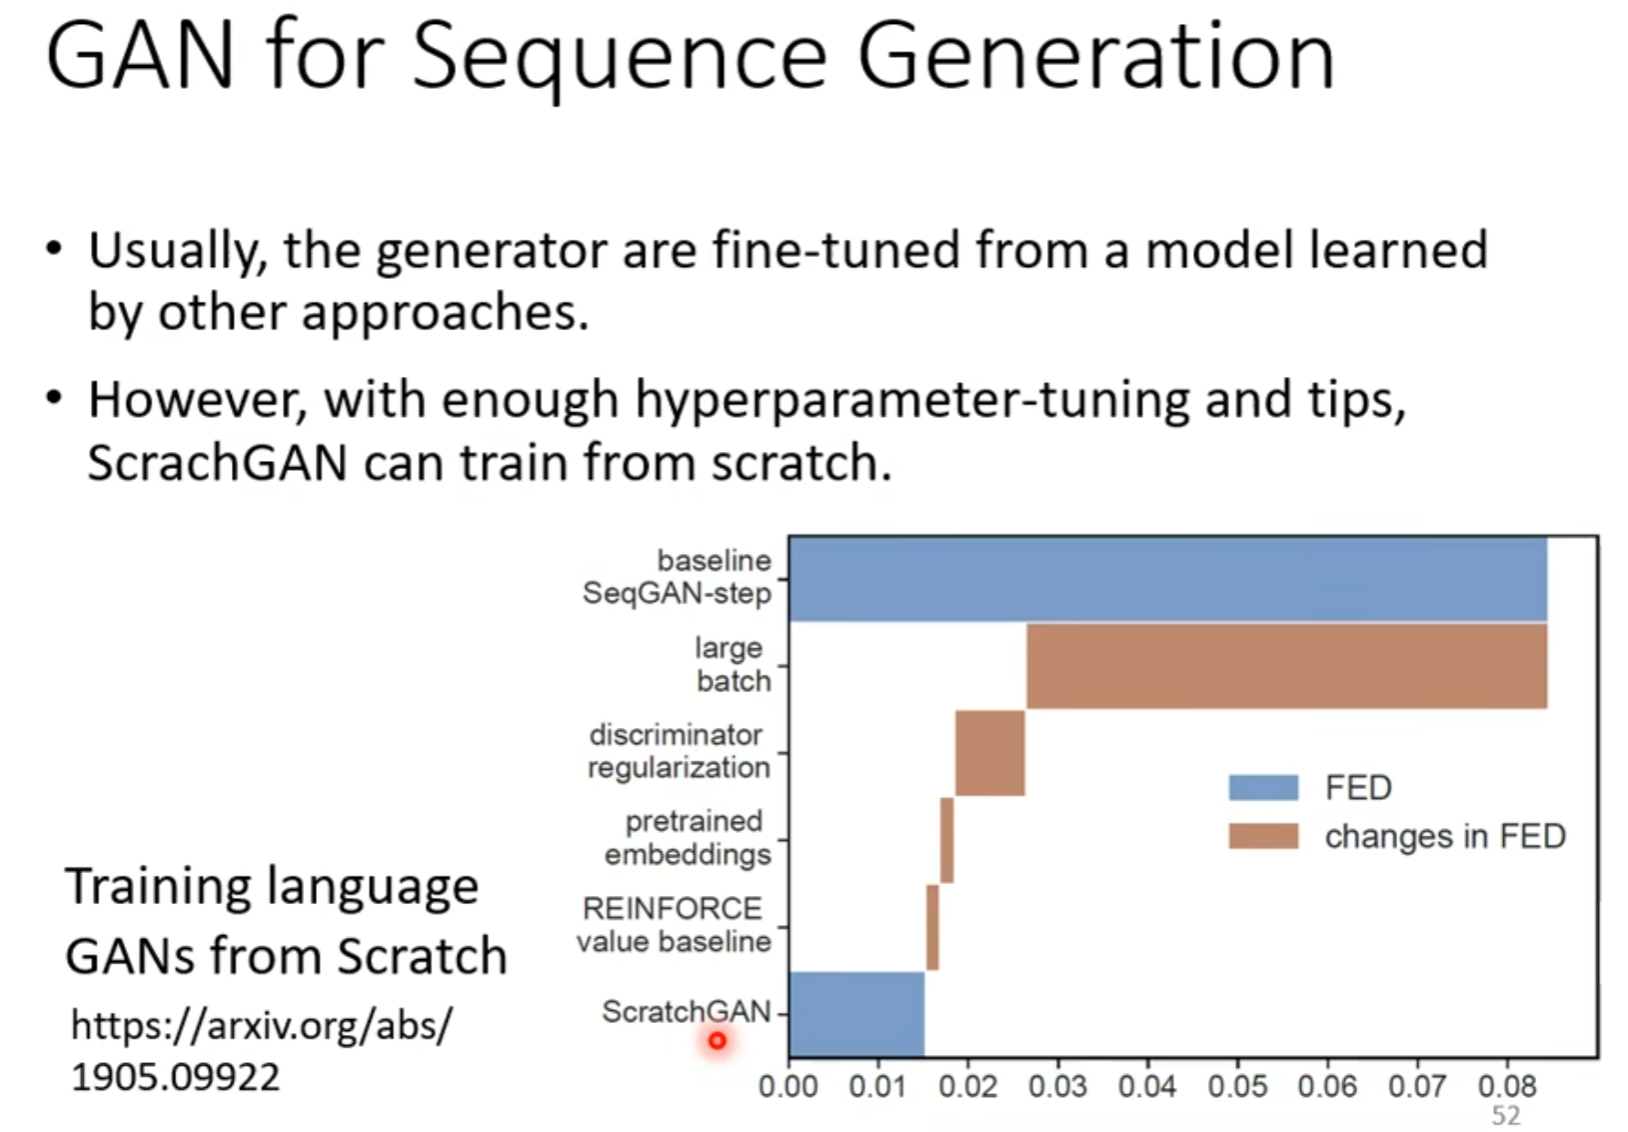 GAN for Sequence Generation
• Usually, the generator are fine-tuned from a model learned
by other approaches.
• However, with enough hyperparameter-tuning and tips,
ScrachGAN can train from scratch.
Training language
GANs from Scratch
https://arxiv.org/abs/
1905.09922
baseline
SeqGAN-step
large
batch
discriminator
regularization
pretrained
embeddings
REINFORCE
value baseline
ScratchGAN
FED
changes in FED
0.00 0.01 0.02 0.03 0.04 0.05 0.06 0.07 0.08
52